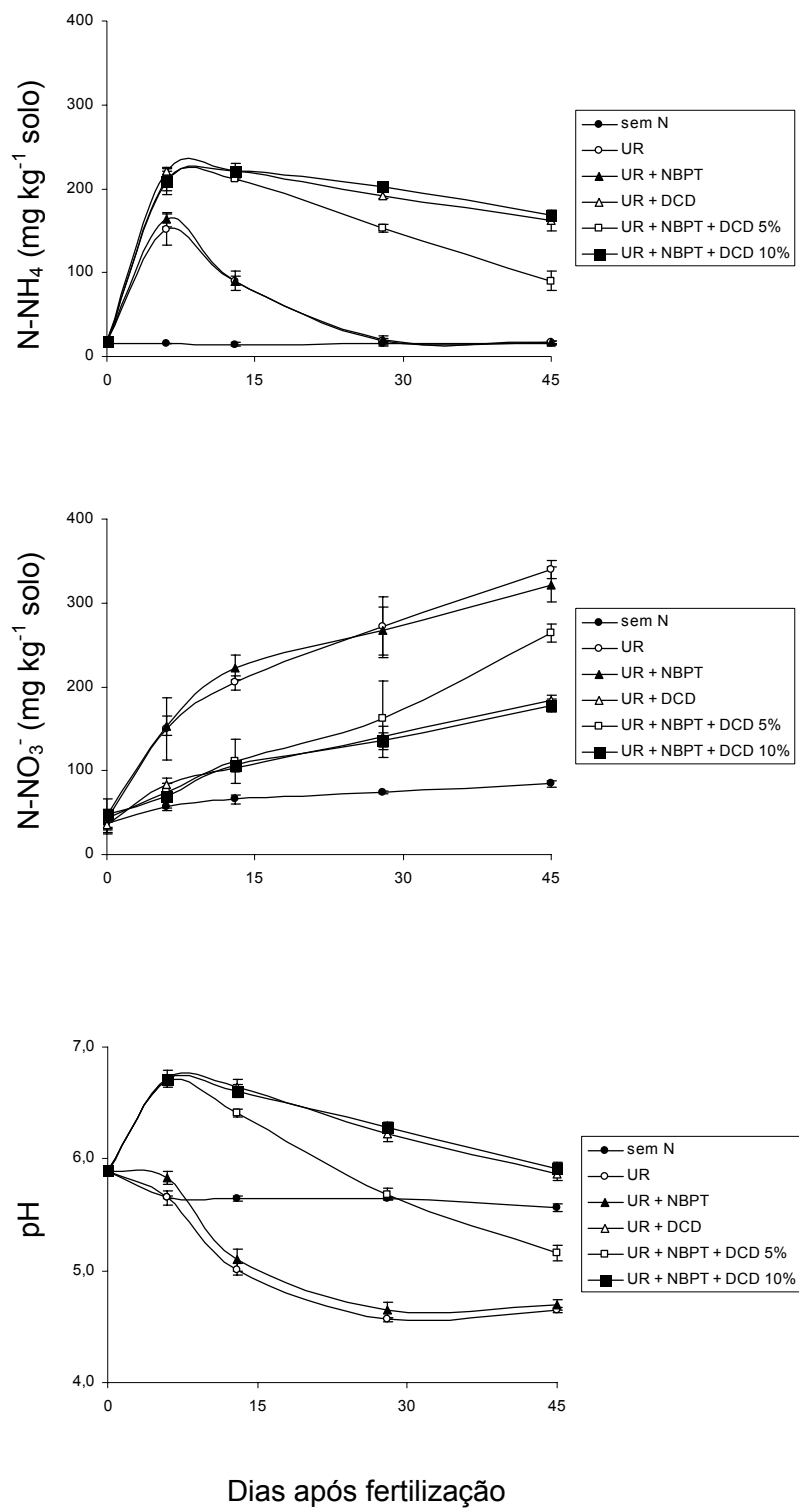 400
300
200
100
0
N-NH₄ (mg kg⁻¹ solo)
0 15 30 45
sem N
UR
UR + NBPT
UR + DCD
UR + NBPT + DCD 5%
UR + NBPT + DCD 10%
400
300
200
100
0
N-NO₃⁻ (mg kg⁻¹ solo)
0 15 30 45
sem N
UR
UR + NBPT
UR + DCD
UR + NBPT + DCD 5%
UR + NBPT + DCD 10%
7,0
6,0
5,0
4,0
pH
0 15 30 45
sem N
UR
UR + NBPT
UR + DCD
UR + NBPT + DCD 5%
UR + NBPT + DCD 10%
Dias após fertilização